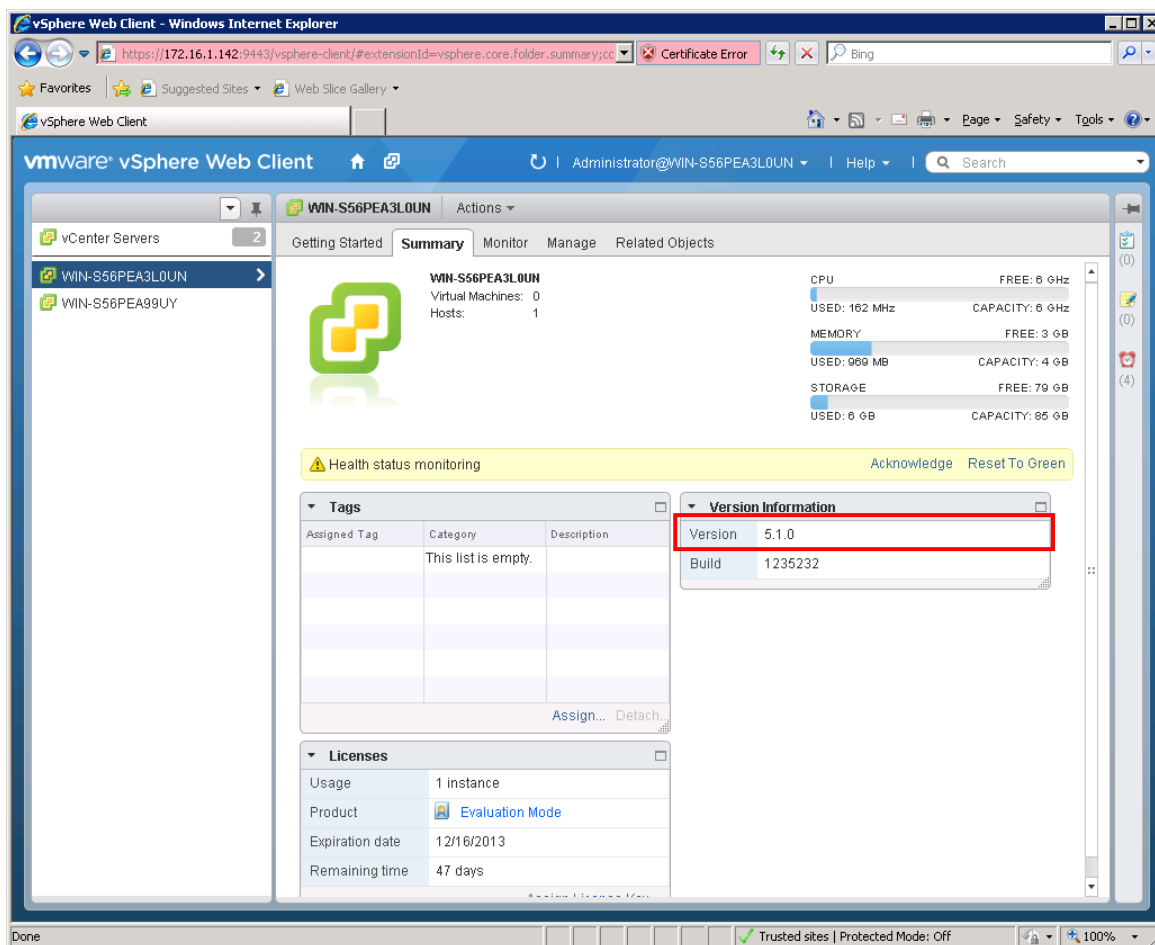 vSphere Web Client - Windows Internet Explorer
https://172.16.1.142:9443/vsphere-client/#extensionId=vsphere.core.folder.summary;cc
Certificate Error
Bing
Favorites
Suggested Sites
Web Slice Gallery
vSphere Web Client
Page
Safety
Tools
vmware vSphere Web Client
Administrator@WIN-S56PEA3L0UN
Help
Search
vCenter Servers 2
WIN-S56PEA3L0UN
WIN-S56PEA99UY
WIN-S56PEA3L0UN Actions
Getting Started Summary Monitor Manage Related Objects
WIN-S56PEA3L0UN
Virtual Machines: 0
Hosts: 1
CPU FREE: 6 GHz
USED: 162 MHz CAPACITY: 6 GHz
MEMORY FREE: 3 GB
USED: 969 MB CAPACITY: 4 GB
STORAGE FREE: 79 GB
USED: 6 GB CAPACITY: 85 GB
(0)
(0)
(4)
Health status monitoring Acknowledge Reset To Green
Tags
Assigned Tag Category Description
This list is empty.
Assign... Detach...
Version Information
Version 5.1.0
Build 1235232
Licenses
Usage 1 instance
Product Evaluation Mode
Expiration date 12/16/2013
Remaining time 47 days
Done
Trusted sites | Protected Mode: Off
100%